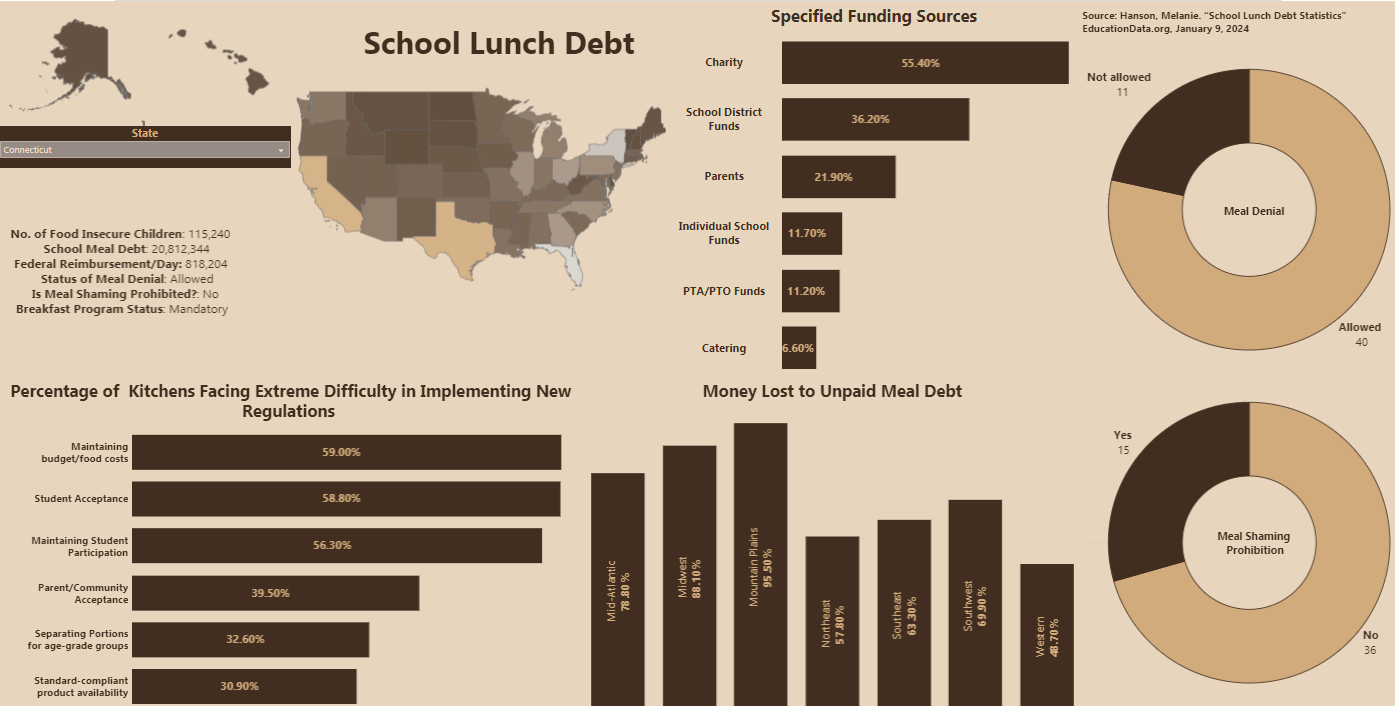 School Lunch Debt
State
Connecticut
No. of Food Insecure Children: 115,240
School Meal Debt: 20,812,344
Federal Reimbursement/Day: 818,204
Status of Meal Denial: Allowed
Is Meal Shaming Prohibited?: No
Breakfast Program Status: Mandatory
Specified Funding Sources
Charity
55.40%
School District
Funds
36.20%
Parents
21.90%
Individual School
Funds
11.70%
PTA/PTO Funds
11.20%
Catering
6.60%
Source: Hanson, Melanie. “School Lunch Debt Statistics”
EducationData.org, January 9, 2024
Not allowed
11
Meal Denial
Allowed
40
Percentage of  Kitchens Facing Extreme Difficulty in Implementing New
Regulations
Maintaining
budget/food costs
59.00%
Student Acceptance
58.80%
Maintaining Student
Participation
56.30%
Parent/Community
Acceptance
39.50%
Separating Portions
for age-grade groups
32.60%
Standard-compliant
product availability
30.90%
Money Lost to Unpaid Meal Debt
Mid-Atlantic
78.80%
Midwest
88.10%
Mountain Plains
95.50%
Northeast
57.80%
Southeast
63.30%
Southwest
69.90%
Western
48.70%
Yes
15
Meal Shaming
Prohibition
No
36